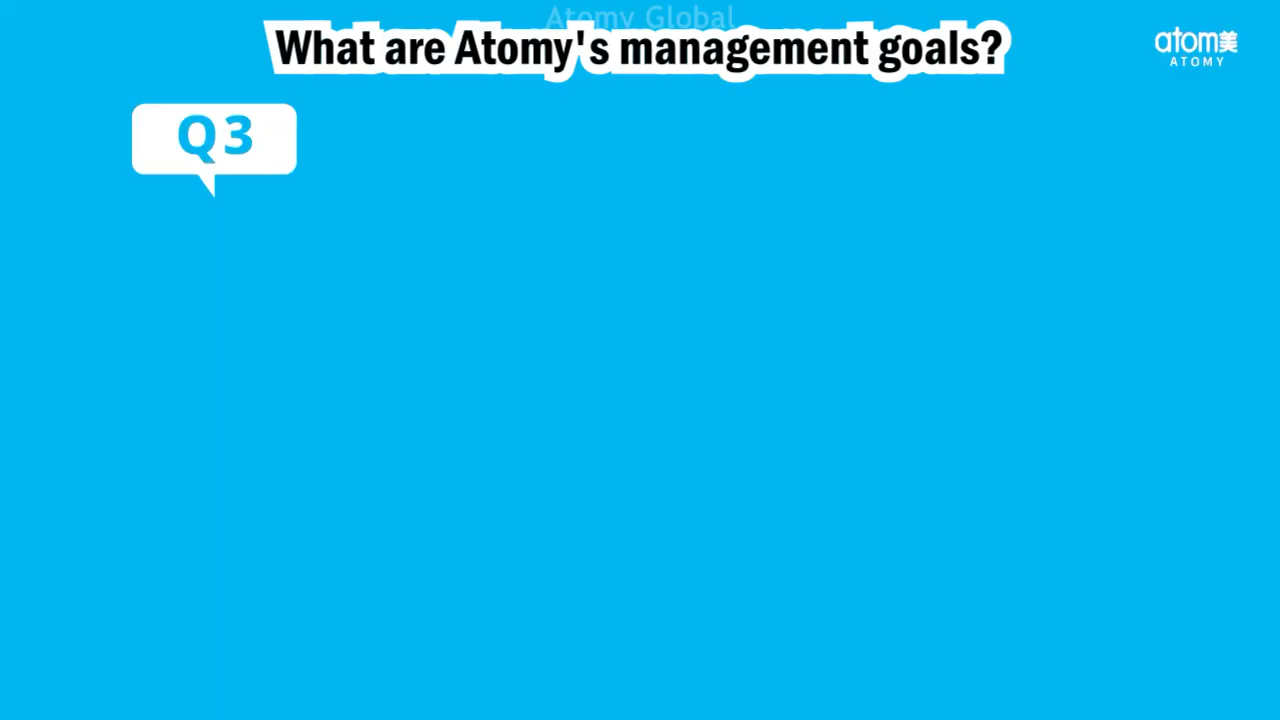 Atomy Global
What are Atomy's management goals?
atom美
ATOMY
Q3